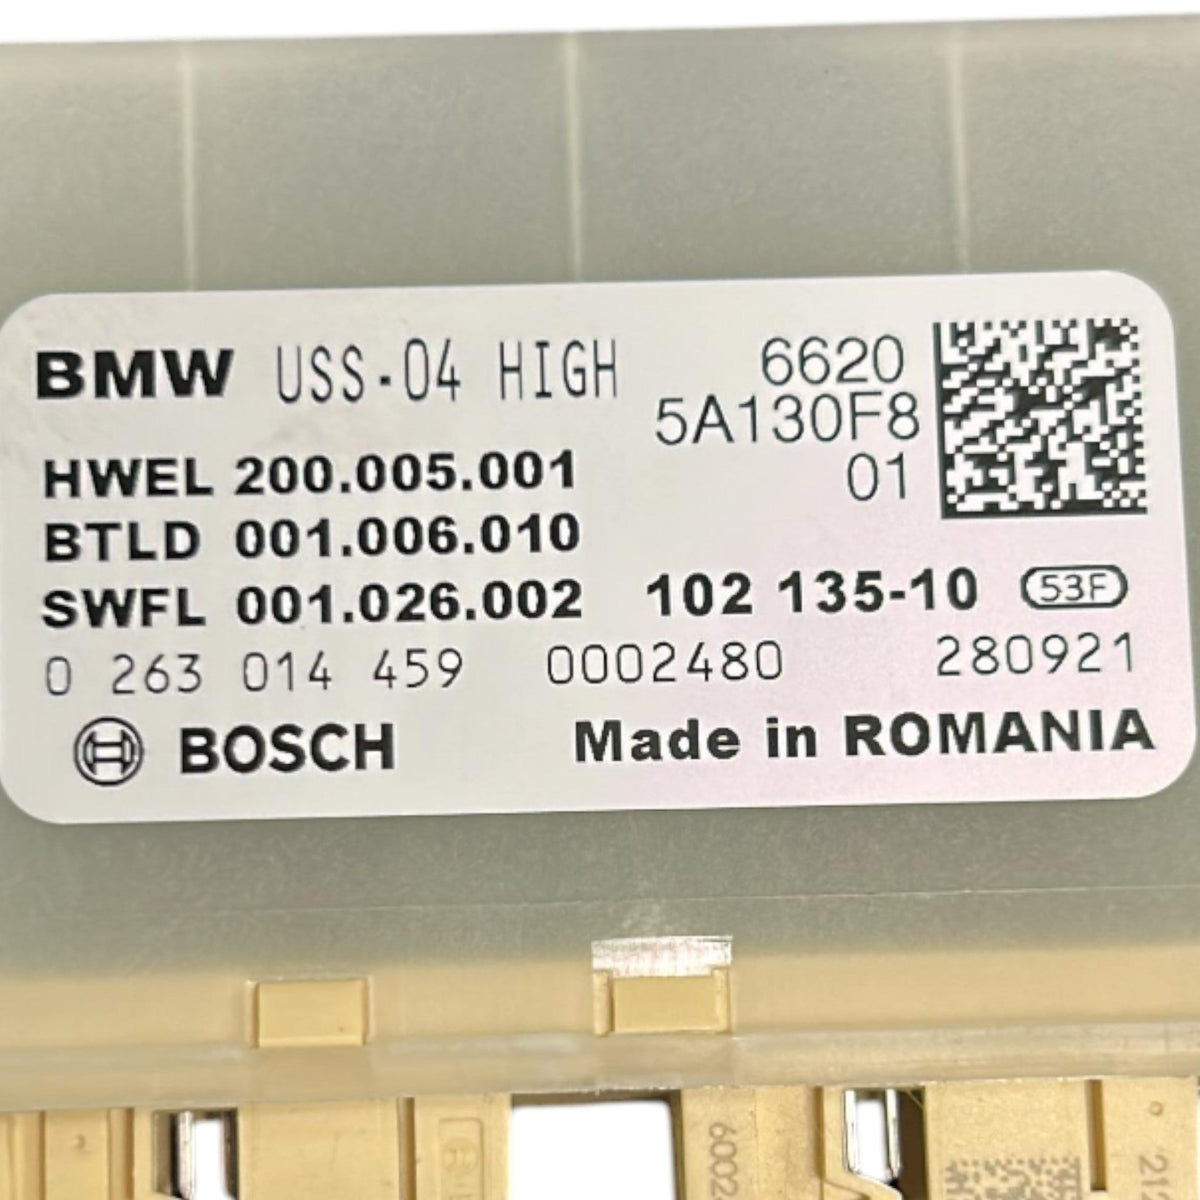 BMW USS-04 HIGH 6620
5A130F8
HWEL 200.005.001 01
BTLD 001.006.010
SWFL 001.026.002 102 135-10 53F
0 263 014 459 0002480 280921
BOSCH Made in ROMANIA